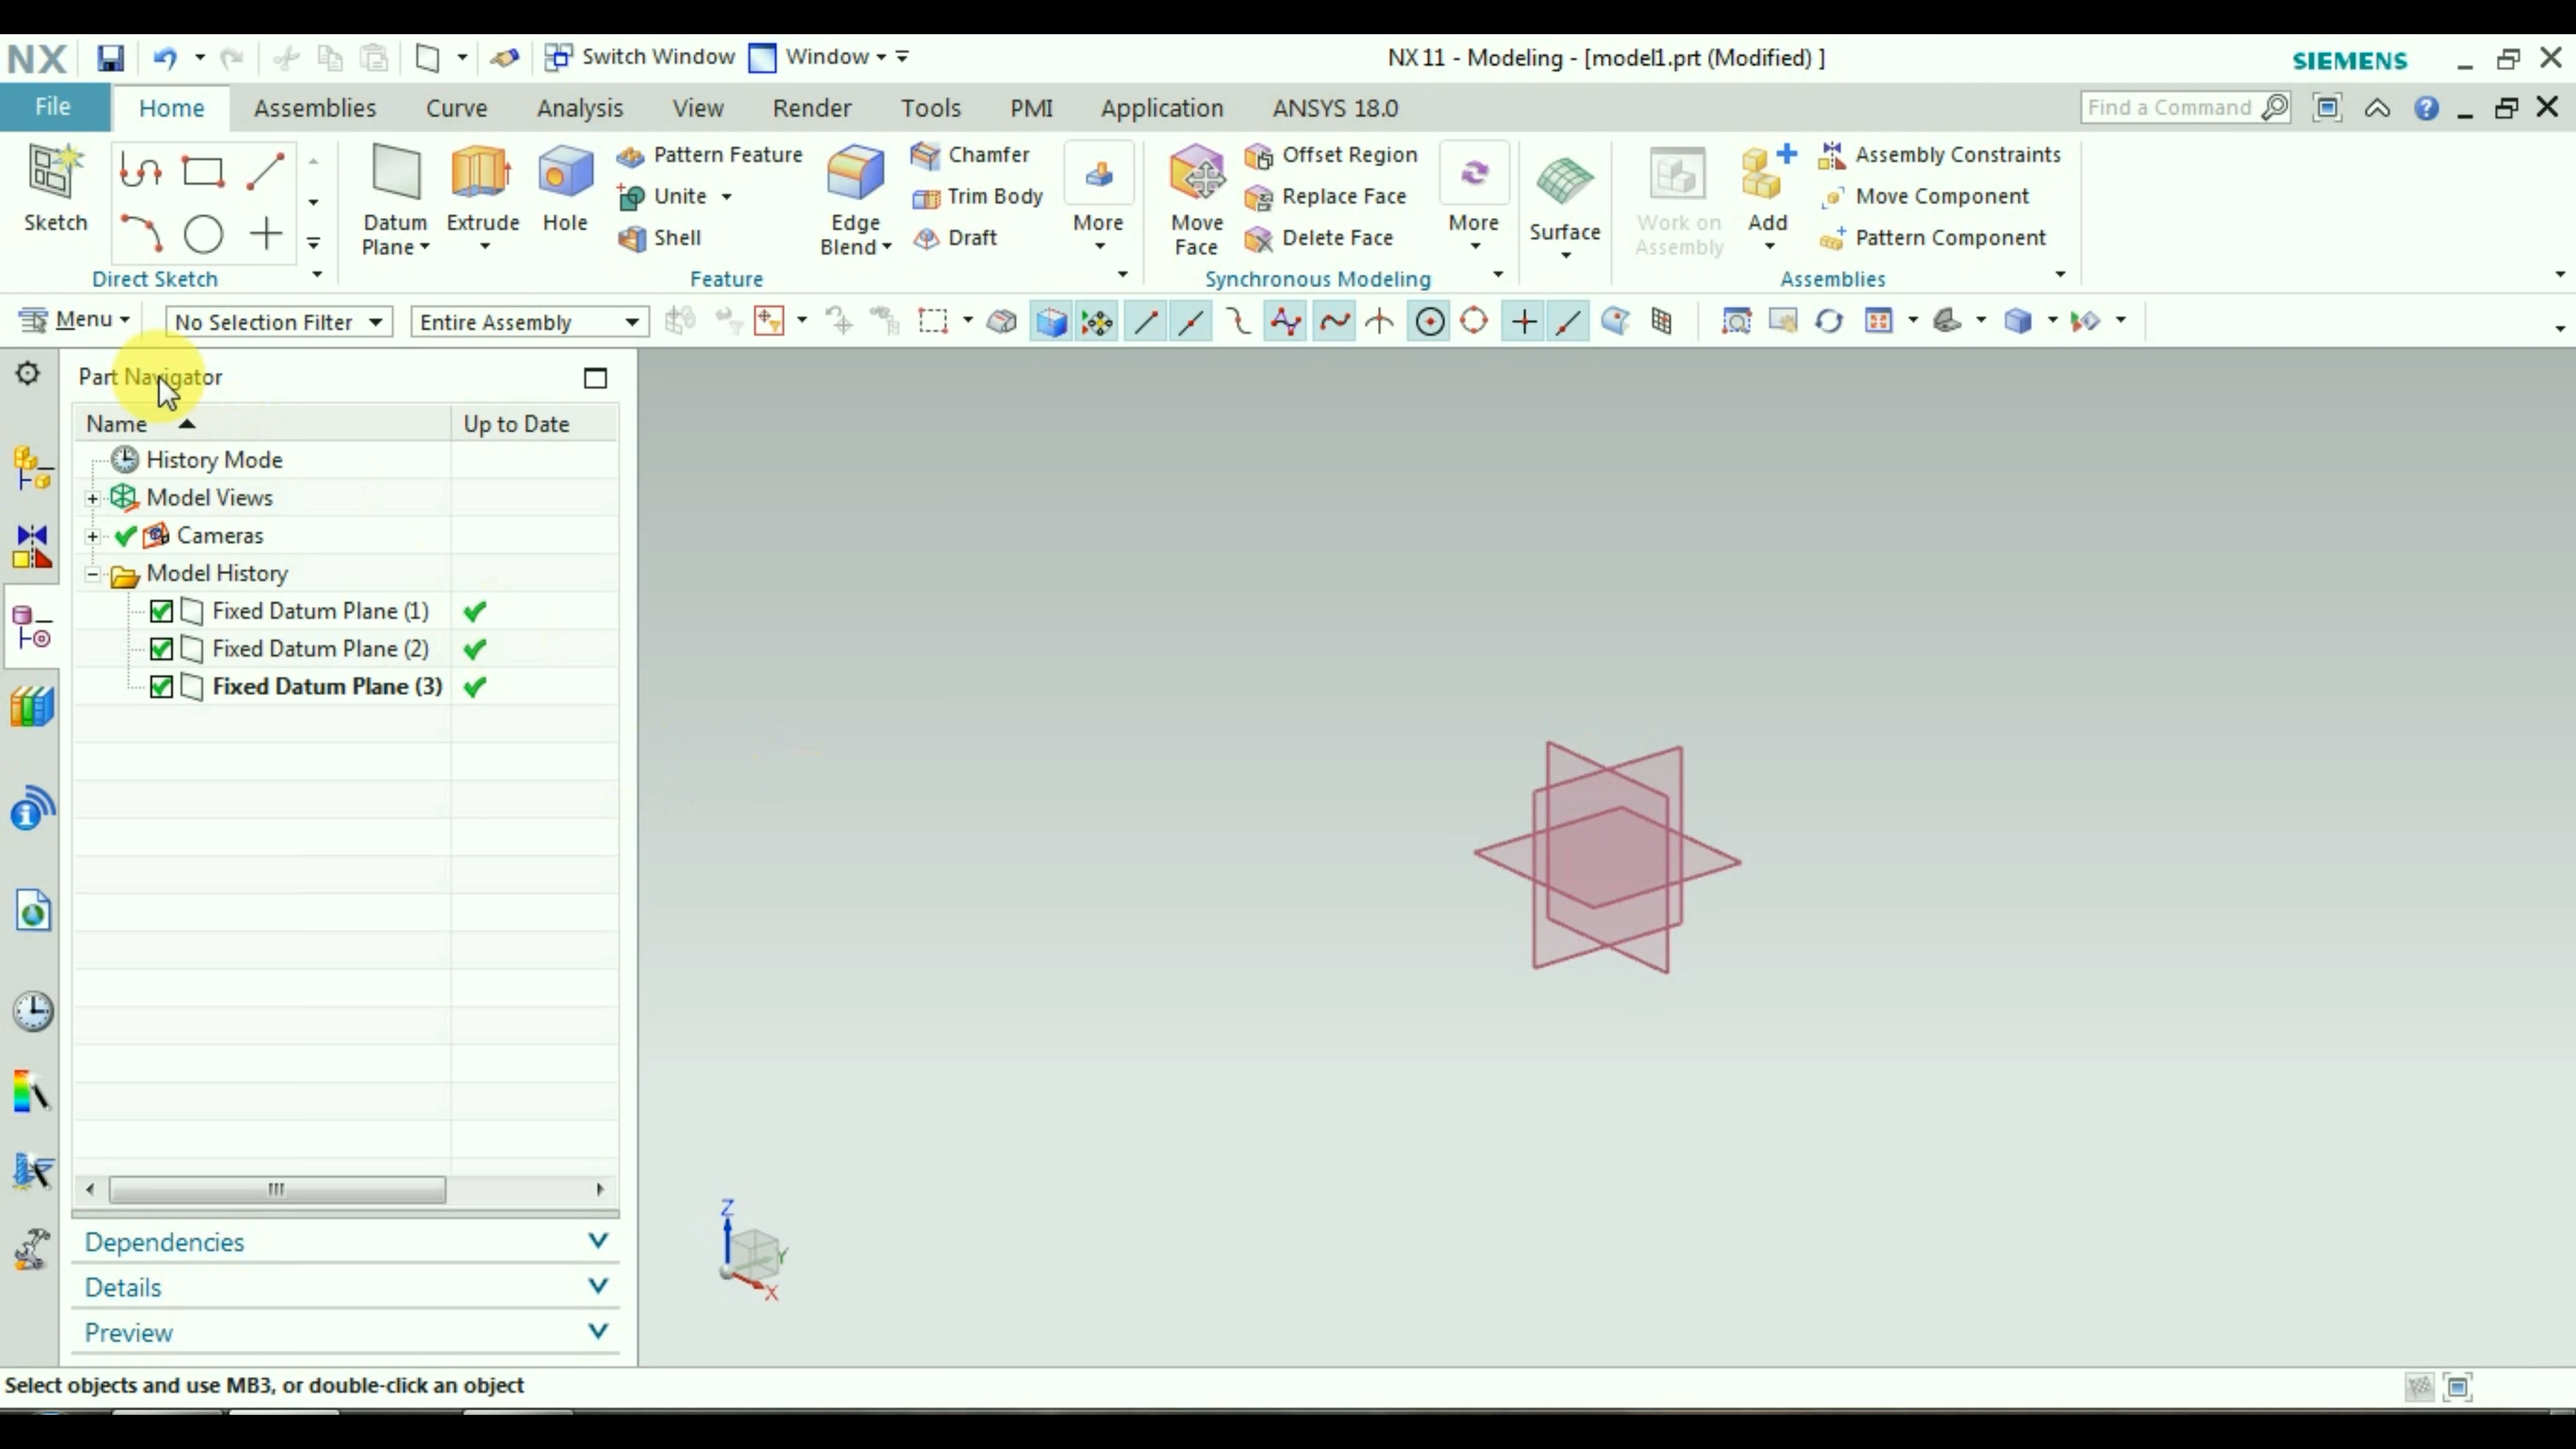 NX Switch Window Window NX 11 - Modeling - [model1.prt (Modified) ] SIEMENS
File Home Assemblies Curve Analysis View Render Tools PMI Application ANSYS 18.0 Find a Command
Sketch
Direct Sketch
Datum Plane
Extrude
Hole
Pattern Feature
Unite
Shell
Edge Blend
Chamfer
Trim Body
Draft
More
Feature
Move Face
Offset Region
Replace Face
Delete Face
More
Synchronous Modeling
Surface
Work on Assembly
Add
Assembly Constraints
Move Component
Pattern Component
Assemblies
Menu No Selection Filter Entire Assembly
Part Navigator
Name Up to Date
History Mode
Model Views
Cameras
Model History
Fixed Datum Plane (1)
Fixed Datum Plane (2)
Fixed Datum Plane (3)
Z
Y
X
Dependencies
Details
Preview
Select objects and use MB3, or double-click an object